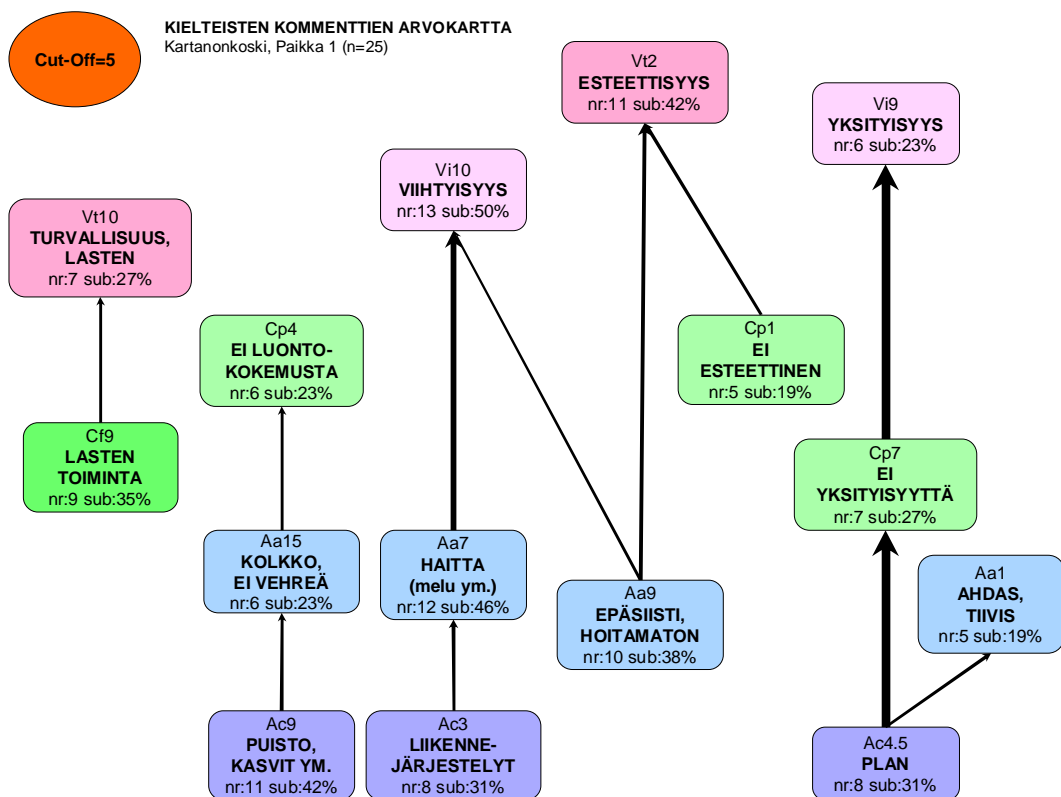 KIELTEISTEN KOMMENTTIEN ARVOKARTTA
Kartanonkoski, Paikka 1 (n=25)
Cut-Off=5
Vt2
ESTEETTISYYS
nr:11 sub:42%
Vi9
YKSITYISYYS
nr:6 sub:23%
Vi10
VIIHTYISYYS
nr:13 sub:50%
Vt10
TURVALLISUUS,
LASTEN
nr:7 sub:27%
Cp4
EI LUONTO-
KOKEMUSTA
nr:6 sub:23%
Cp1
EI
ESTEETTINEN
nr:5 sub:19%
Cf9
LASTEN
TOIMINTA
nr:9 sub:35%
Cp7
EI
YKSITYISYYTTÄ
nr:7 sub:27%
Aa15
KOLKKO,
EI VEHREÄ
nr:6 sub:23%
Aa7
HAITTA
(melu ym.)
nr:12 sub:46%
Aa9
EPÄSIISTI,
HOITAMATON
nr:10 sub:38%
Aa1
AHDAS,
TIIVIS
nr:5 sub:19%
Ac9
PUISTO,
KASVIT YM.
nr:11 sub:42%
Ac3
LIIKENNE-
JÄRJESTELYT
nr:8 sub:31%
Ac4.5
PLAN
nr:8 sub:31%